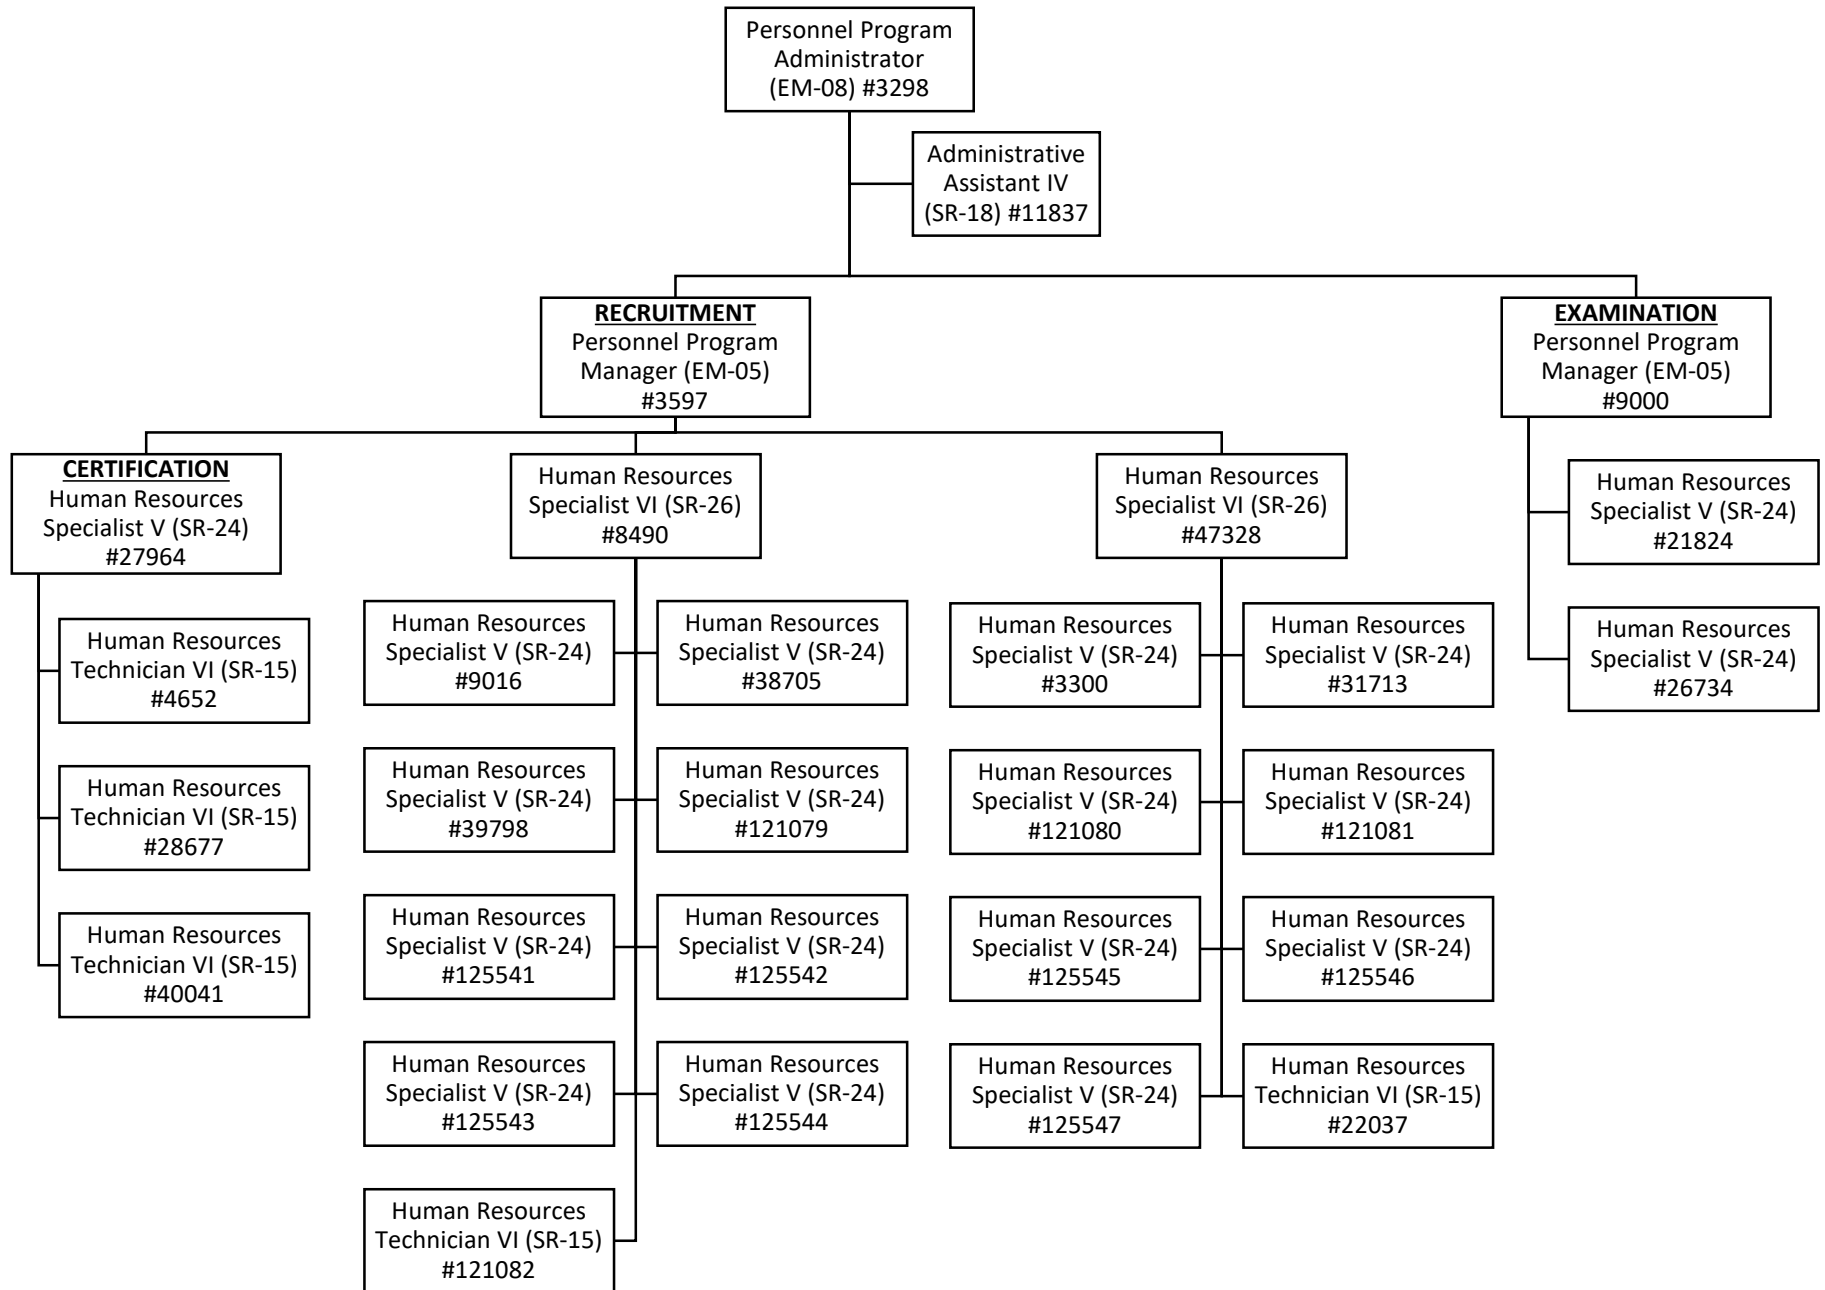 Personnel Program
Administrator
(EM-08) #3298
Administrative
Assistant IV
(SR-18) #11837
RECRUITMENT
Personnel Program
Manager (EM-05)
#3597
EXAMINATION
Personnel Program
Manager (EM-05)
#9000
CERTIFICATION
Human Resources
Specialist V (SR-24)
#27964
Human Resources
Specialist VI (SR-26)
#8490
Human Resources
Specialist VI (SR-26)
#47328
Human Resources
Specialist V (SR-24)
#21824
Human Resources
Specialist V (SR-24)
#26734
Human Resources
Technician VI (SR-15)
#4652
Human Resources
Technician VI (SR-15)
#28677
Human Resources
Technician VI (SR-15)
#40041
Human Resources
Specialist V (SR-24)
#9016
Human Resources
Specialist V (SR-24)
#38705
Human Resources
Specialist V (SR-24)
#39798
Human Resources
Specialist V (SR-24)
#121079
Human Resources
Specialist V (SR-24)
#125541
Human Resources
Specialist V (SR-24)
#125542
Human Resources
Specialist V (SR-24)
#125543
Human Resources
Specialist V (SR-24)
#125544
Human Resources
Technician VI (SR-15)
#121082
Human Resources
Specialist V (SR-24)
#3300
Human Resources
Specialist V (SR-24)
#31713
Human Resources
Specialist V (SR-24)
#121080
Human Resources
Specialist V (SR-24)
#121081
Human Resources
Specialist V (SR-24)
#125545
Human Resources
Specialist V (SR-24)
#125546
Human Resources
Specialist V (SR-24)
#125547
Human Resources
Technician VI (SR-15)
#22037